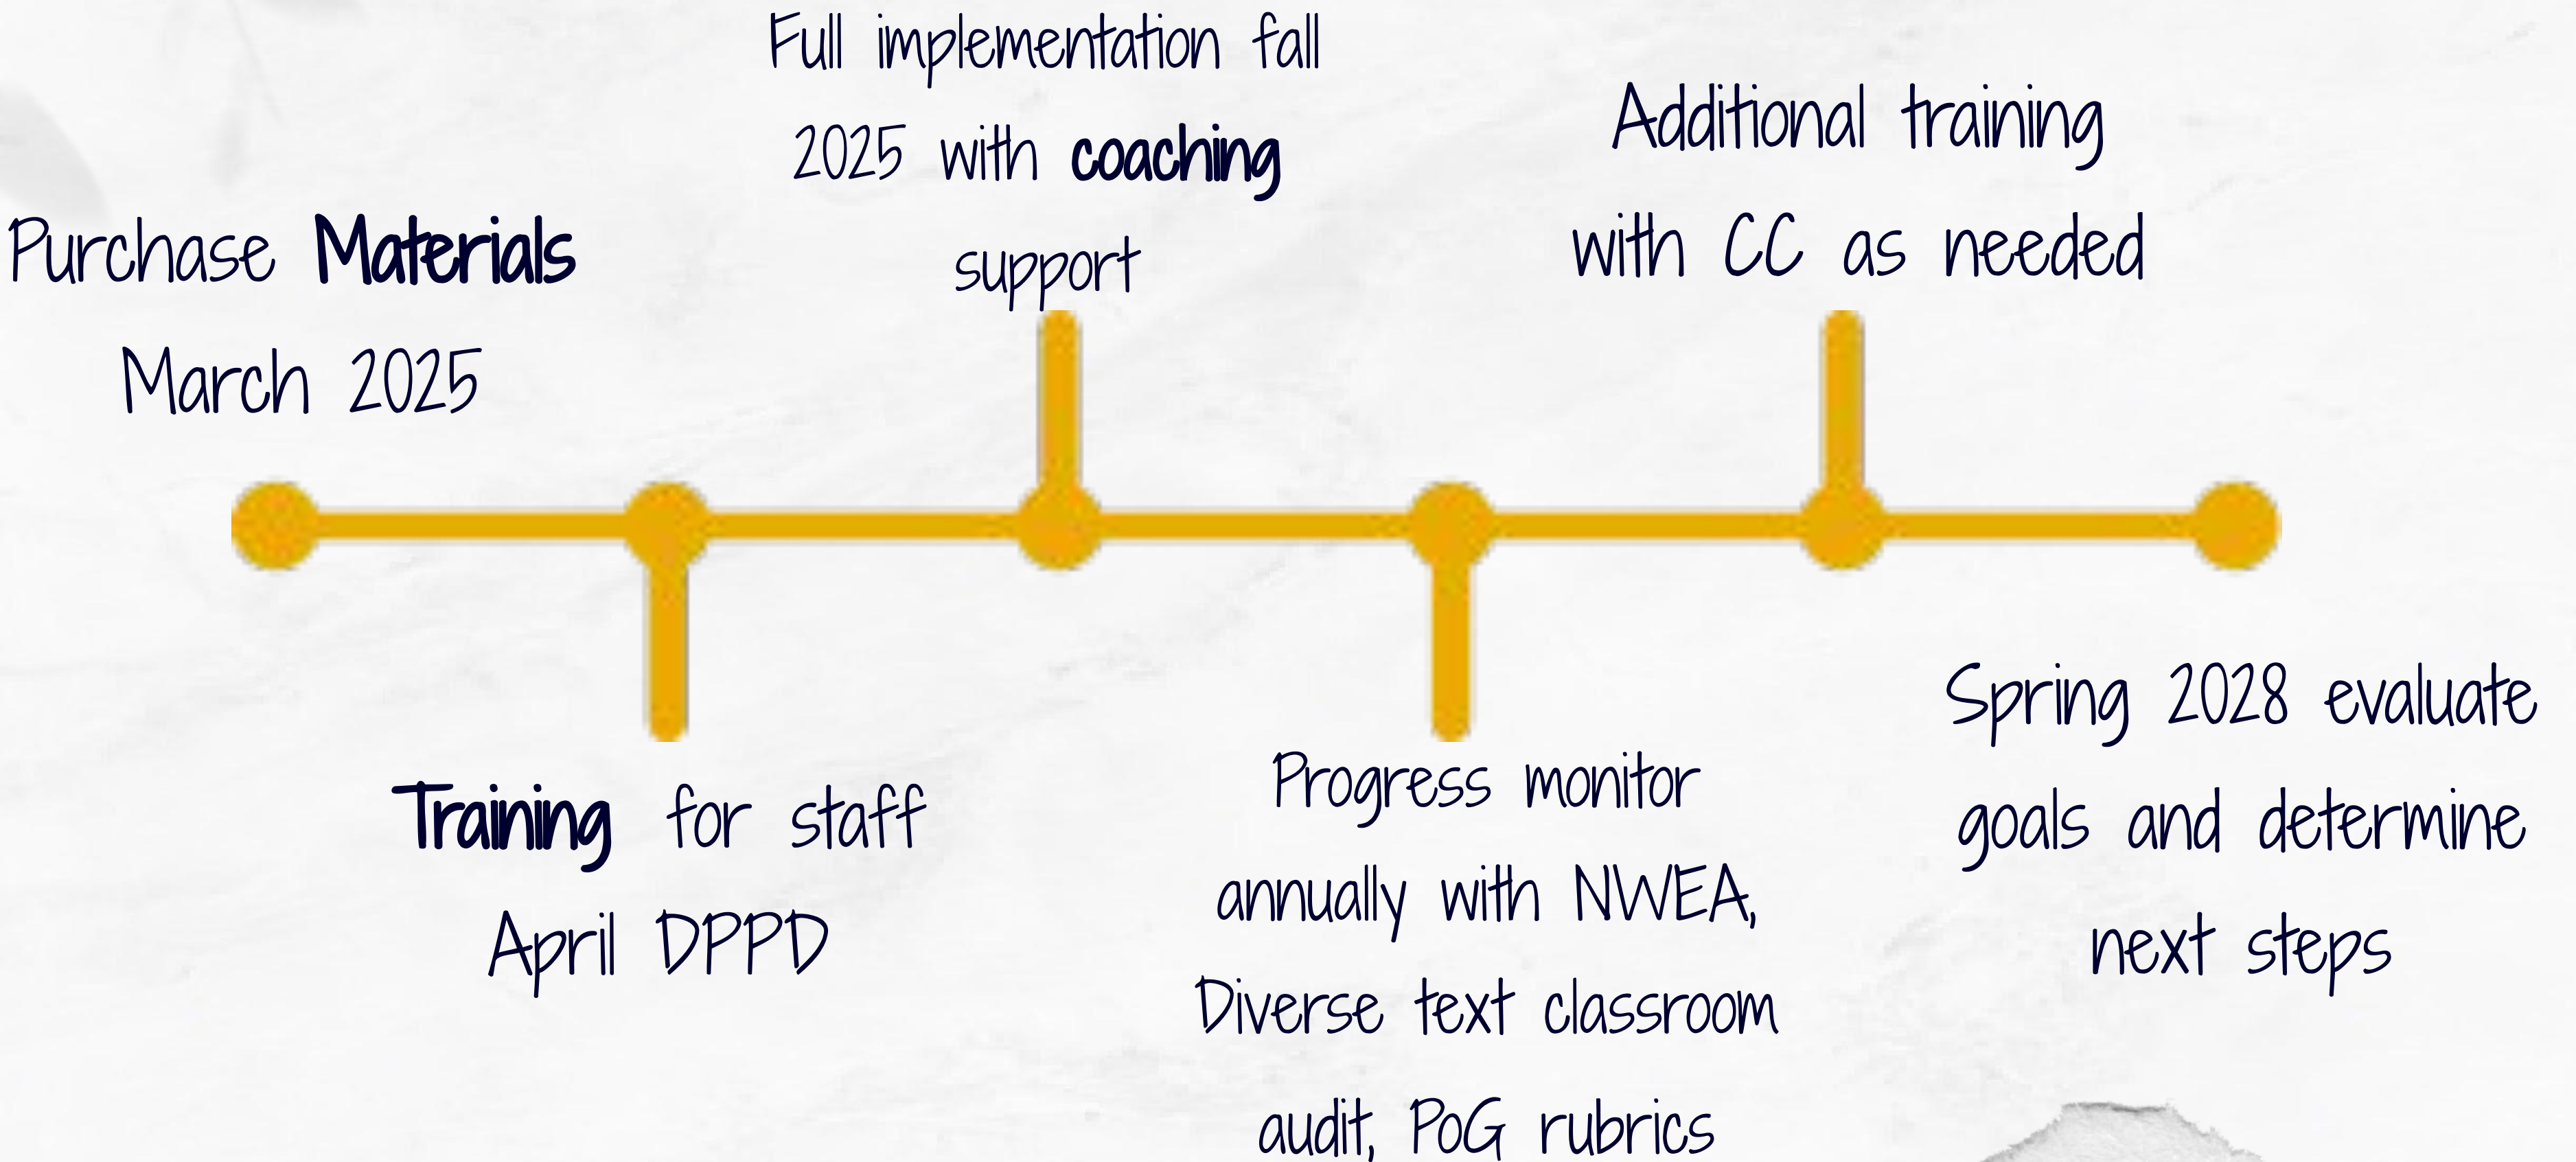 Purchase Materials
March 2025
Training for staff
April DPPD
Full implementation fall
2025 with coaching
support
Progress monitor
annually with NWEA,
Diverse text classroom
audit, PoG rubrics
Additional training
with CC as needed
Spring 2028 evaluate
goals and determine
next steps